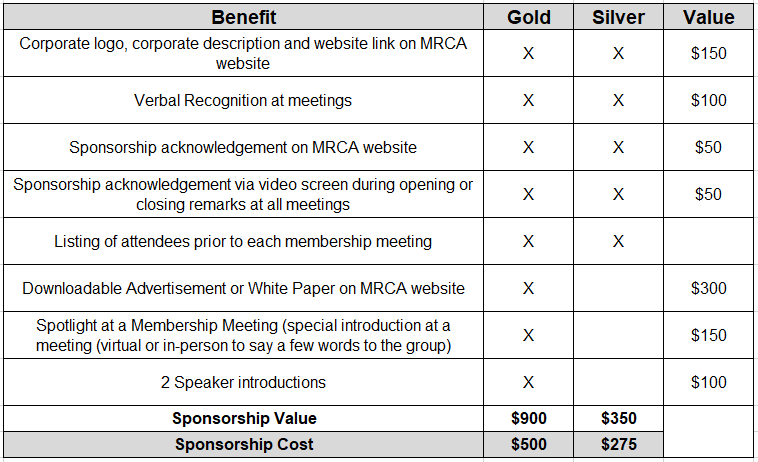 Benefit Gold Silver Value
Corporate logo, corporate description and website link on MRCA
website X X $150
Verbal Recognition at meetings X X $100
Sponsorship acknowledgement on MRCA website X X $50
Sponsorship acknowledgement via video screen during opening or
closing remarks at all meetings X X $50
Listing of attendees prior to each membership meeting X X
Downloadable Advertisement or White Paper on MRCA website X $300
Spotlight at a Membership Meeting (special introduction at a
meeting (virtual or in-person to say a few words to the group) X $150
2 Speaker introductions X $100
Sponsorship Value $900 $350
Sponsorship Cost $500 $275